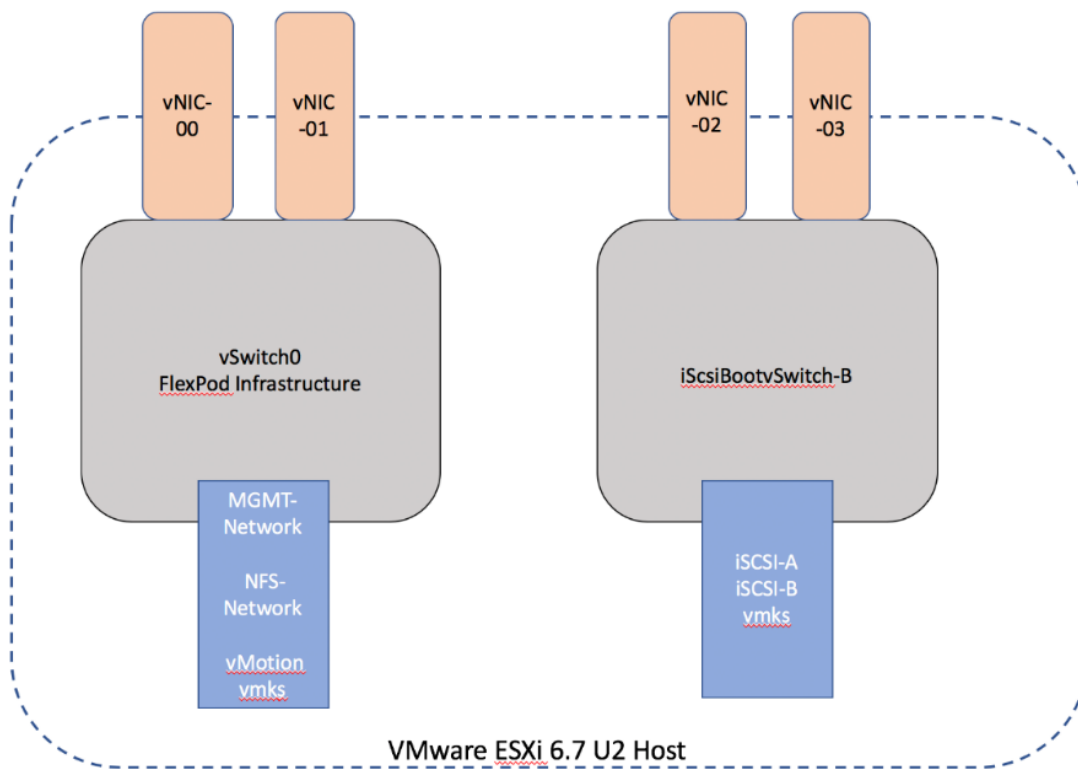 vNIC-
00
vNIC
-01
vNIC
-02
vNIC
-03
vSwitch0
FlexPod Infrastructure
iScsiBootvSwitch-B
MGMT-
Network
NFS-
Network
vMotion
vmks
iSCSI-A
iSCSI-B
vmks
VMware ESXi 6.7 U2 Host